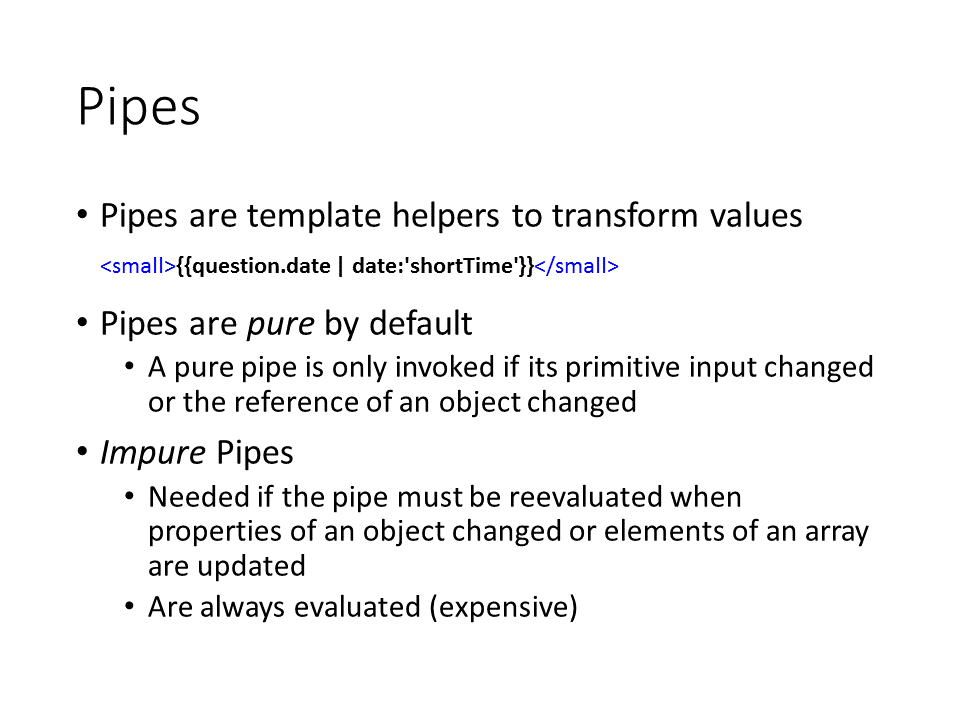 Pipes
• Pipes are template helpers to transform values
<small>{{question.date | date:'shortTime'}}</small>
• Pipes are pure by default
• A pure pipe is only invoked if its primitive input changed
or the reference of an object changed
• Impure Pipes
• Needed if the pipe must be reevaluated when
properties of an object changed or elements of an array
are updated
• Are always evaluated (expensive)